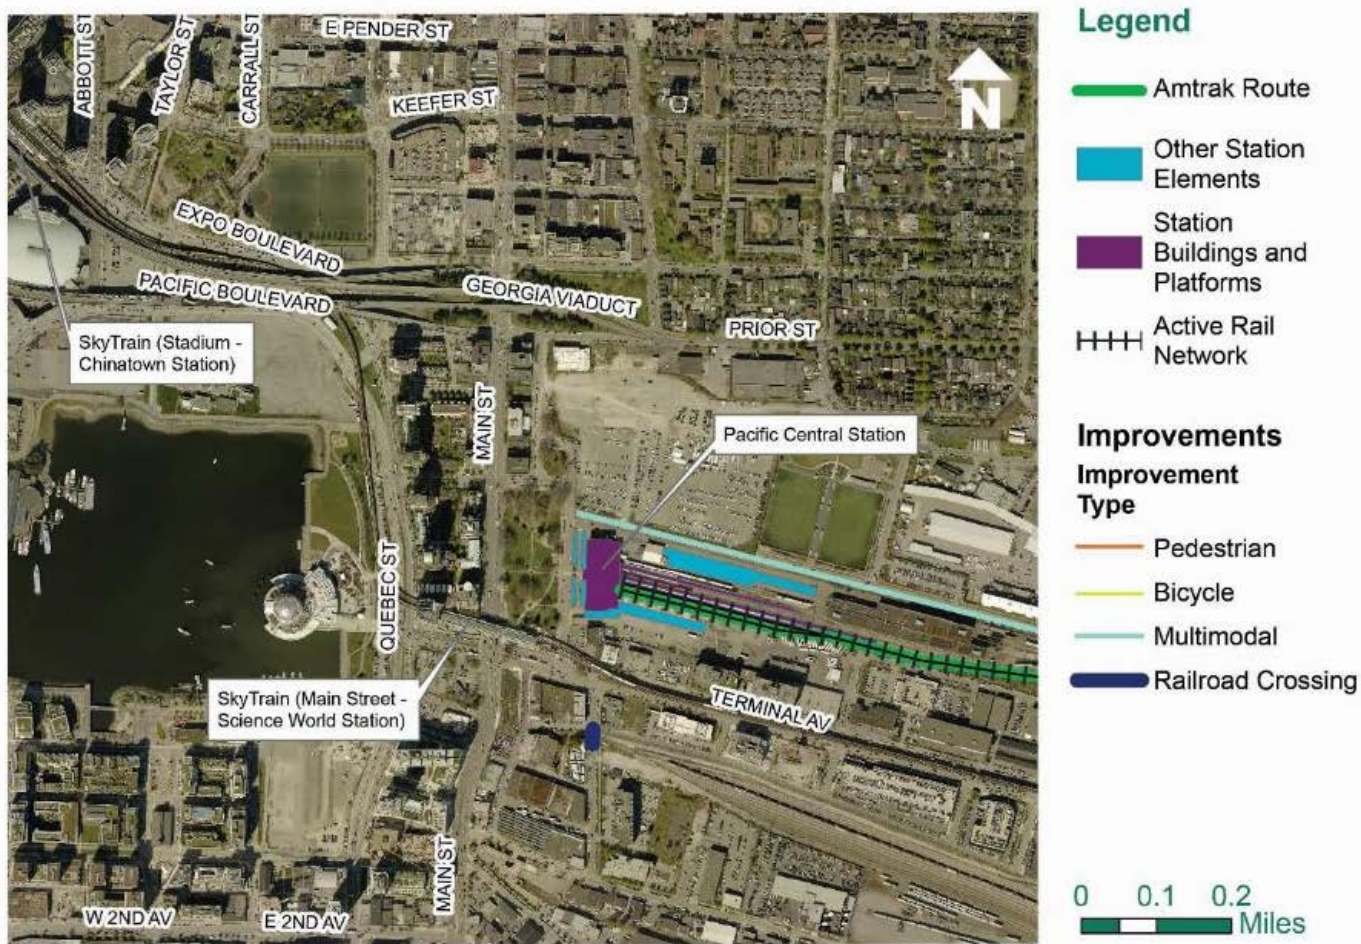 ABBOTT ST
TAYLOR ST
CARRALL ST
E PENDER ST
KEEFER ST
N
EXPO BOULEVARD
PACIFIC BOULEVARD
GEORGIA VIADUCT
PRIOR ST
SkyTrain (Stadium -
Chinatown Station)
MAIN ST
Pacific Central Station
QUEBEC ST
SkyTrain (Main Street -
Science World Station)
TERMINAL AV
MAIN ST
W 2ND AV
E 2ND AV
Legend
Amtrak Route
Other Station
Elements
Station
Buildings and
Platforms
Active Rail
Network
Improvements
Improvement
Type
Pedestrian
Bicycle
Multimodal
Railroad Crossing
0 0.1 0.2
Miles